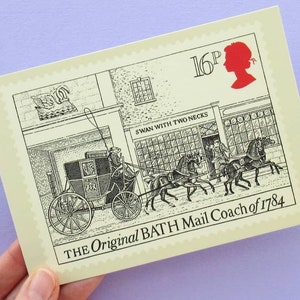 16P
SWAN WITH TWO NECKS
THE Original BATH Mail Coach of 1784